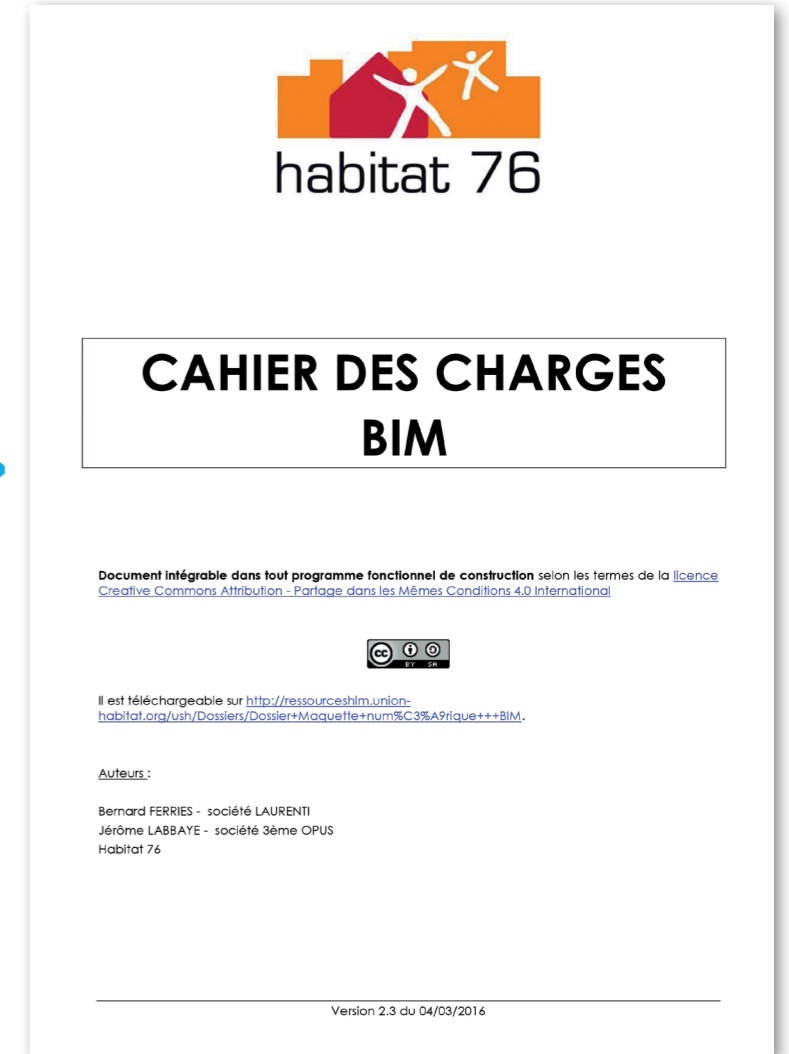 habitat 76
CAHIER DES CHARGES
BIM
Document intégrable dans tout programme fonctionnel de construction selon les termes de la licence
Creative Commons Attribution - Partage dans les Mêmes Conditions 4.0 International
cc BY SA
Il est téléchargeable sur http://ressourceshlm.union-
habitat.org/ush/Dossiers/Dossier+Maquette+num%C3%A9rique+++BIM.
Auteurs :
Bernard FERRIES - société LAURENTI
Jérôme LABBAYE - société 3ème OPUS
Habitat 76
Version 2.3 du 04/03/2016